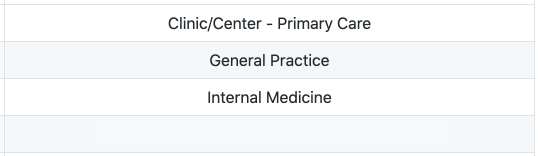 Clinic/Center - Primary Care
General Practice
Internal Medicine